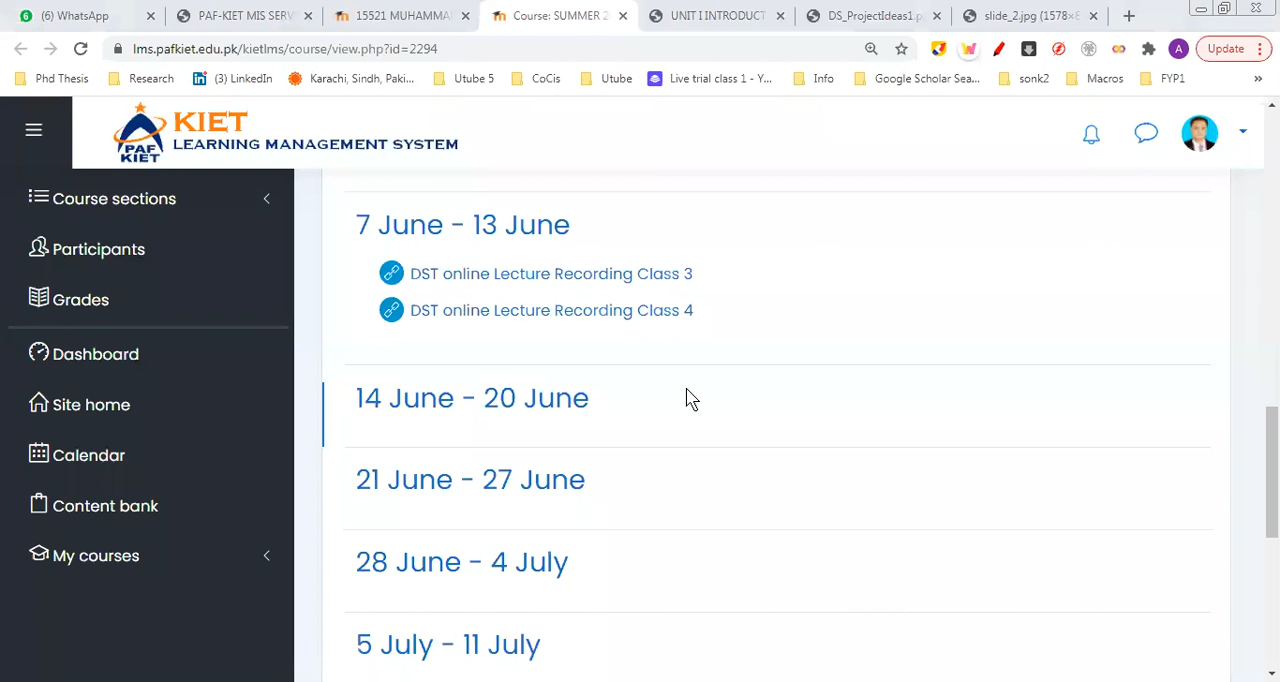 (6) WhatsApp
PAF-KIET MIS SERV
15521 MUHAMMA
Course: SUMMER 2
UNIT I INTRODUCT
DS_ProjectIdeas1.p
slide_2.jpg (1578×8
lms.pafkiet.edu.pk/kietlms/course/view.php?id=2294
A
Update
Phd Thesis
Research
(3) LinkedIn
Karachi, Sindh, Paki...
Utube 5
CoCis
Utube
Live trial class 1 - Y...
Info
Google Scholar Sea...
sonk2
Macros
FYP1
»
PAF
KIET
KIET
LEARNING MANAGEMENT SYSTEM
Course sections
Participants
Grades
Dashboard
Site home
Calendar
Content bank
My courses
7 June - 13 June
DST online Lecture Recording Class 3
DST online Lecture Recording Class 4
14 June - 20 June
21 June - 27 June
28 June - 4 July
5 July - 11 July